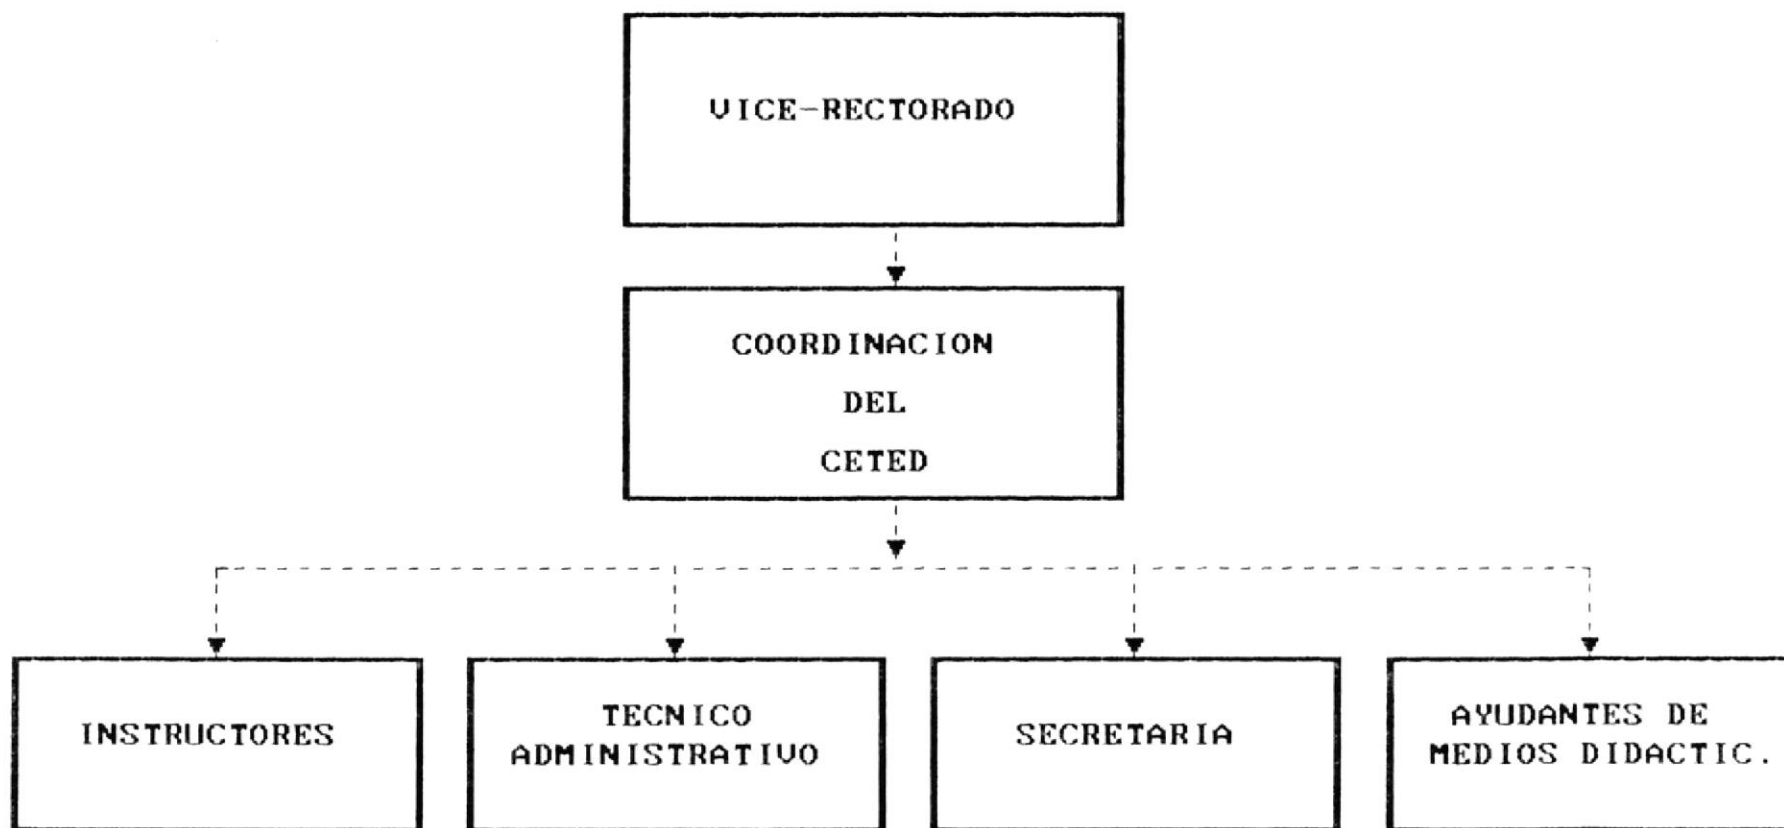 VICE-RECTORADO
COORDINACION
DEL
CETED
INSTRUCTORES
TECNICO
ADMINISTRATIVO
SECRETARIA
AYUDANTES DE
MEDIOS DIDACTIC.